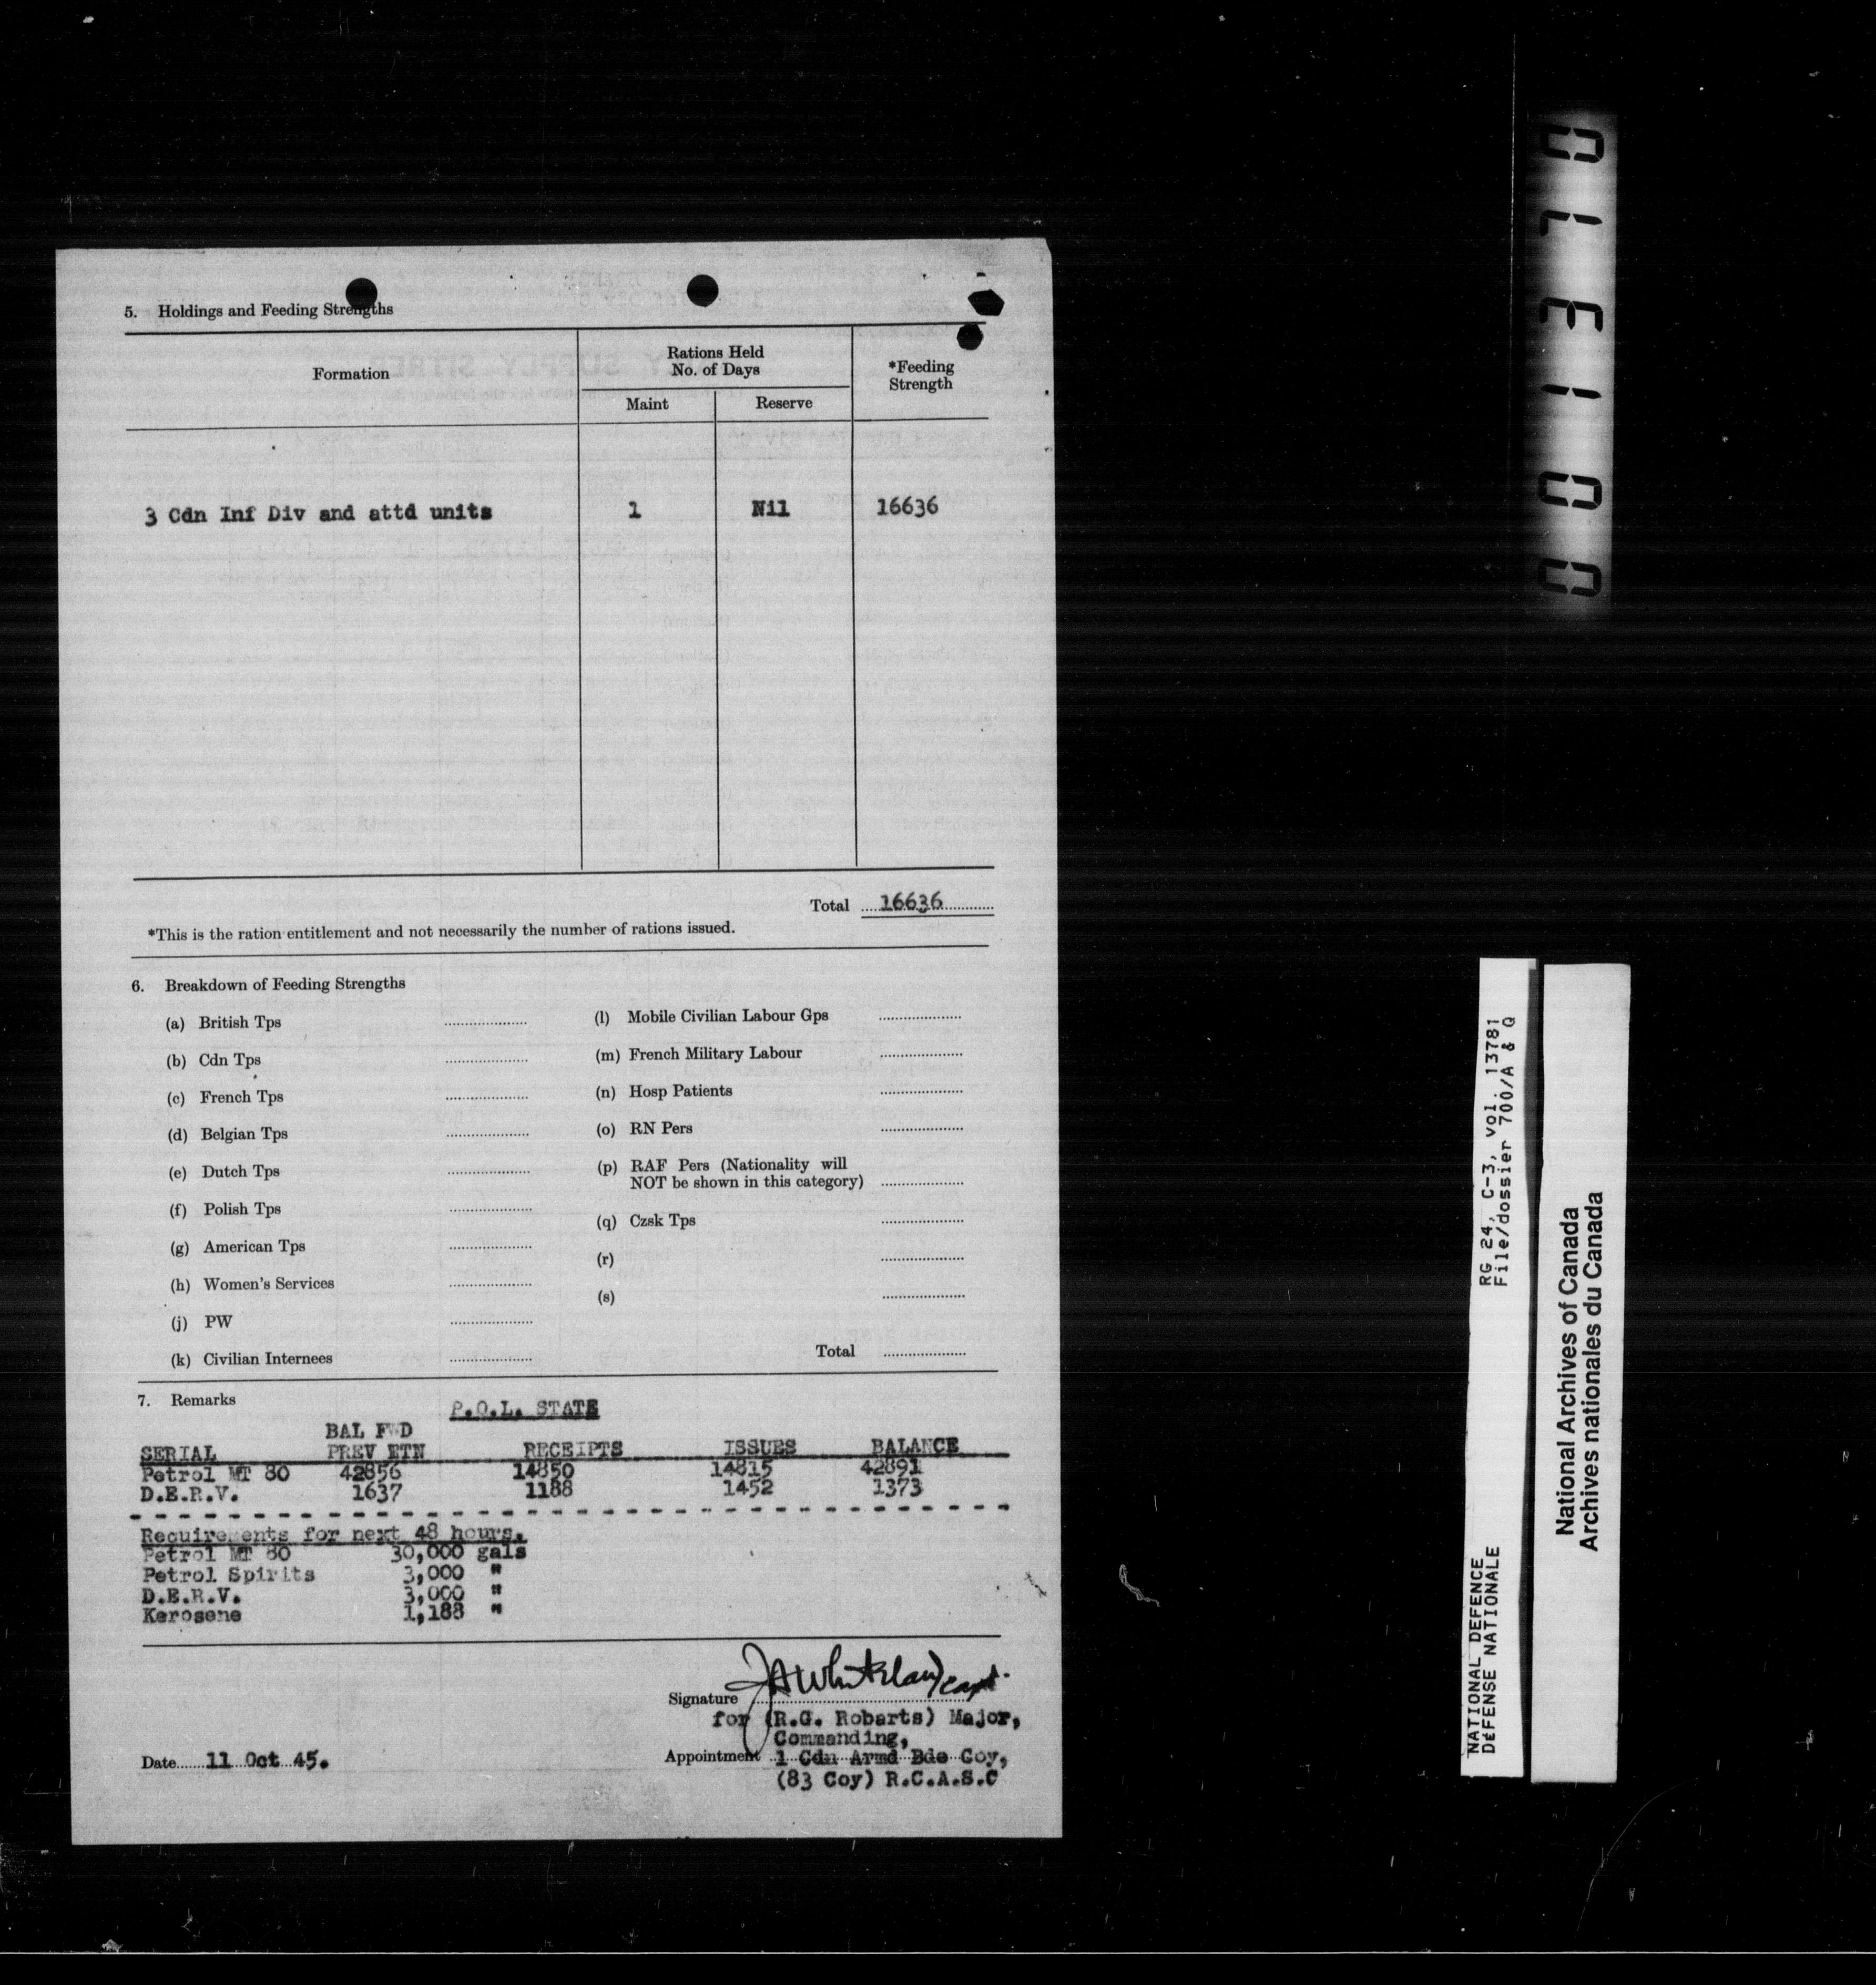 5. Holdings and Feeding Strengths
Formation
Rations Held
No. of Days
Maint
Reserve
*Feeding
Strength
3 Cdn Inf Div and attd units 1 Nil 16636
Total 16636
*This is the ration entitlement and not necessarily the number of rations issued.
6. Breakdown of Feeding Strengths
(a) British Tps
(b) Cdn Tps
(c) French Tps
(d) Belgian Tps
(e) Dutch Tps
(f) Polish Tps
(g) American Tps
(h) Women's Services
(j) PW
(k) Civilian Internees
(l) Mobile Civilian Labour Gps
(m) French Military Labour
(n) Hosp Patients
(o) RN Pers
(p) RAF Pers (Nationality will
NOT be shown in this category)
(q) Czsk Tps
(r)
(s)
Total
7. Remarks
P.O.L. STATE
BAL FWD
SERIAL PREV ETN RECEIPTS ISSUES BALANCE
Petrol MT 80 42856 14850 14815 42891
D.E.R.V. 1637 1188 1452 1373
Requirements for next 48 hours.
Petrol MT 80 30,000 gals
Petrol Spirits 3,000 "
D.E.R.V. 3,000 "
Kerosene 1,188 "
Signature JAWhitelaw Capt.
for (R.G. Robarts) Major,
Commanding,
Date 11 Oct 45.
Appointment 1 Cdn Armd Bde Coy,
(83 Coy) R.C.A.S.C
0013170
RG 24, C-3, vol. 13781
File/dossier 700/A & Q
NATIONAL DEFENCE
DéFENSE NATIONALE
National Archives of Canada
Archives nationales du Canada